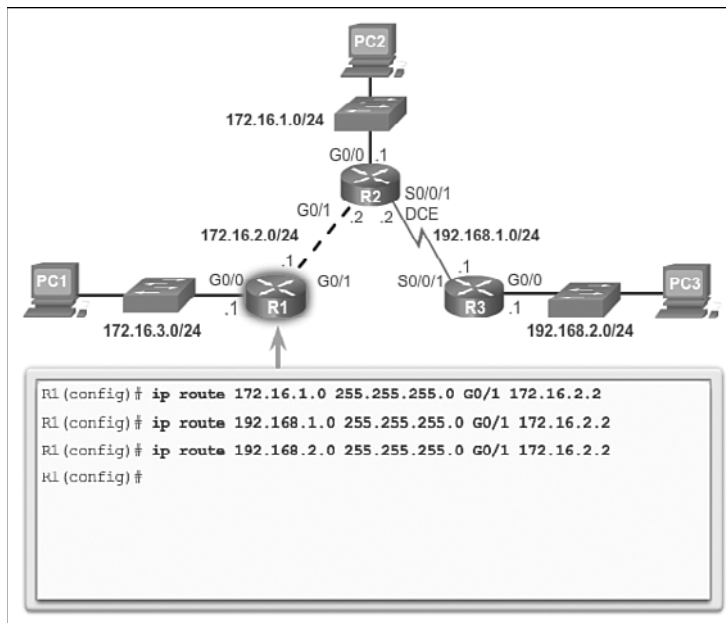 PC2
172.16.1.0/24
G0/0 .1
R2
S0/0/1
G0/1
.2 .2 DCE
172.16.2.0/24
192.168.1.0/24
.1
.1
PC1
G0/0
G0/1
S0/0/1
G0/0
PC3
.1
R1
R3
.1
172.16.3.0/24
192.168.2.0/24
R1(config)# ip route 172.16.1.0 255.255.255.0 G0/1 172.16.2.2
R1(config)# ip route 192.168.1.0 255.255.255.0 G0/1 172.16.2.2
R1(config)# ip route 192.168.2.0 255.255.255.0 G0/1 172.16.2.2
R1(config)#